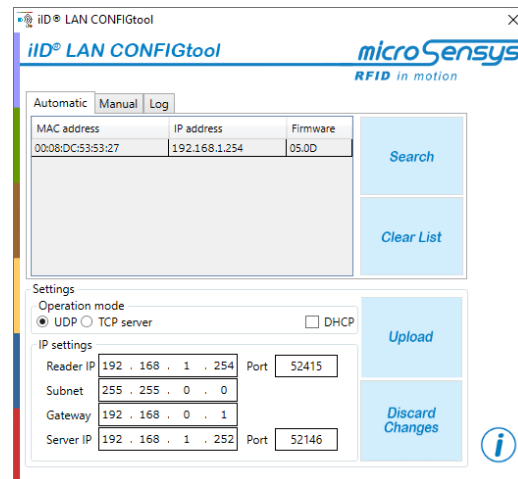 iID® LAN CONFIGtool
iID® LAN CONFIGtool
microSensys
RFID in motion
Automatic Manual Log
MAC address IP address Firmware
00:08:DC:53:53:27 192.168.1.254 05.0D
Search
Clear List
Settings
Operation mode
UDP TCP server DHCP
IP settings
Reader IP 192 . 168 . 1 . 254 Port 52415
Subnet 255 . 255 . 0 . 0
Gateway 192 . 168 . 0 . 1
Server IP 192 . 168 . 1 . 252 Port 52146
Upload
Discard
Changes
i